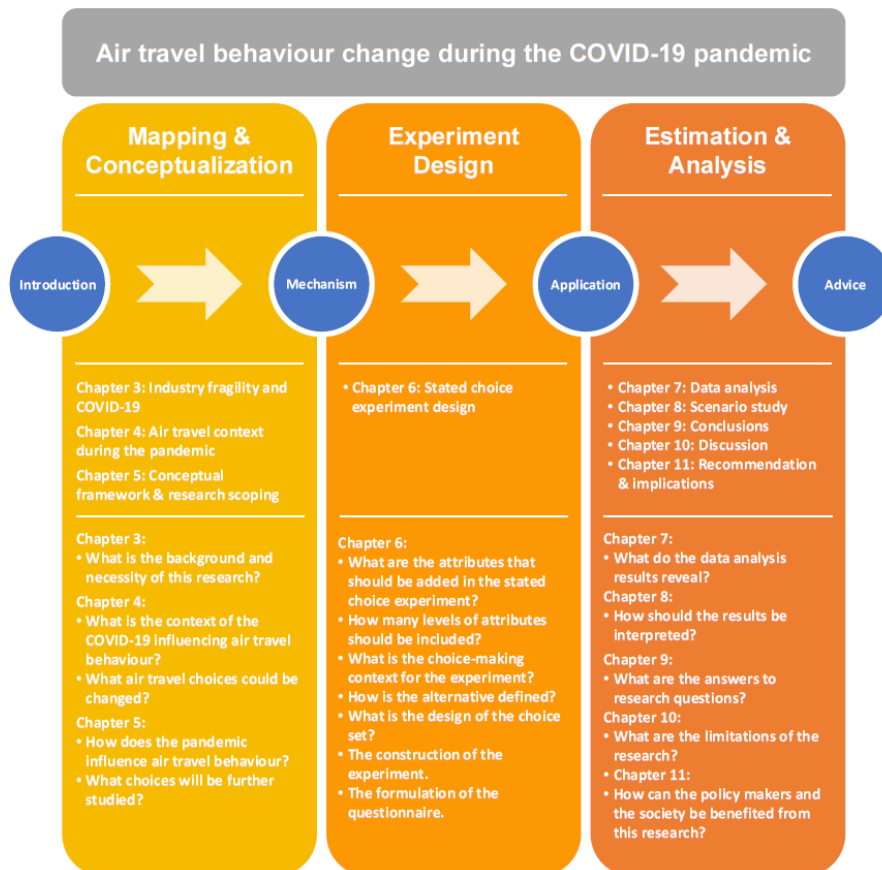 Air travel behaviour change during the COVID-19 pandemic
Mapping &
Conceptualization
Experiment
Design
Estimation &
Analysis
Introduction
Mechanism
Application
Advice
Chapter 3: Industry fragility and
COVID-19
Chapter 4: Air travel context
during the pandemic
Chapter 5: Conceptual
framework & research scoping
• Chapter 6: Stated choice
experiment design
• Chapter 7: Data analysis
• Chapter 8: Scenario study
• Chapter 9: Conclusions
• Chapter 10: Discussion
• Chapter 11: Recommendation
& implications
Chapter 3:
• What is the background and
necessity of this research?
Chapter 4:
• What is the context of the
COVID-19 influencing air travel
behaviour?
• What air travel choices could be
changed?
Chapter 5:
• How does the pandemic
influence air travel behaviour?
• What choices will be further
studied?
Chapter 6:
• What are the attributes that
should be added in the stated
choice experiment?
• How many levels of attributes
should be included?
• What is the choice-making
context for the experiment?
• How is the alternative defined?
• What is the design of the choice
set?
• The construction of the
experiment.
• The formulation of the
questionnaire.
Chapter 7:
• What do the data analysis
results reveal?
Chapter 8:
• How should the results be
interpreted?
Chapter 9:
• What are the answers to
research questions?
Chapter 10:
• What are the limitations of the
research?
• Chapter 11:
• How can the policy makers and
the society be benefited from
this research?